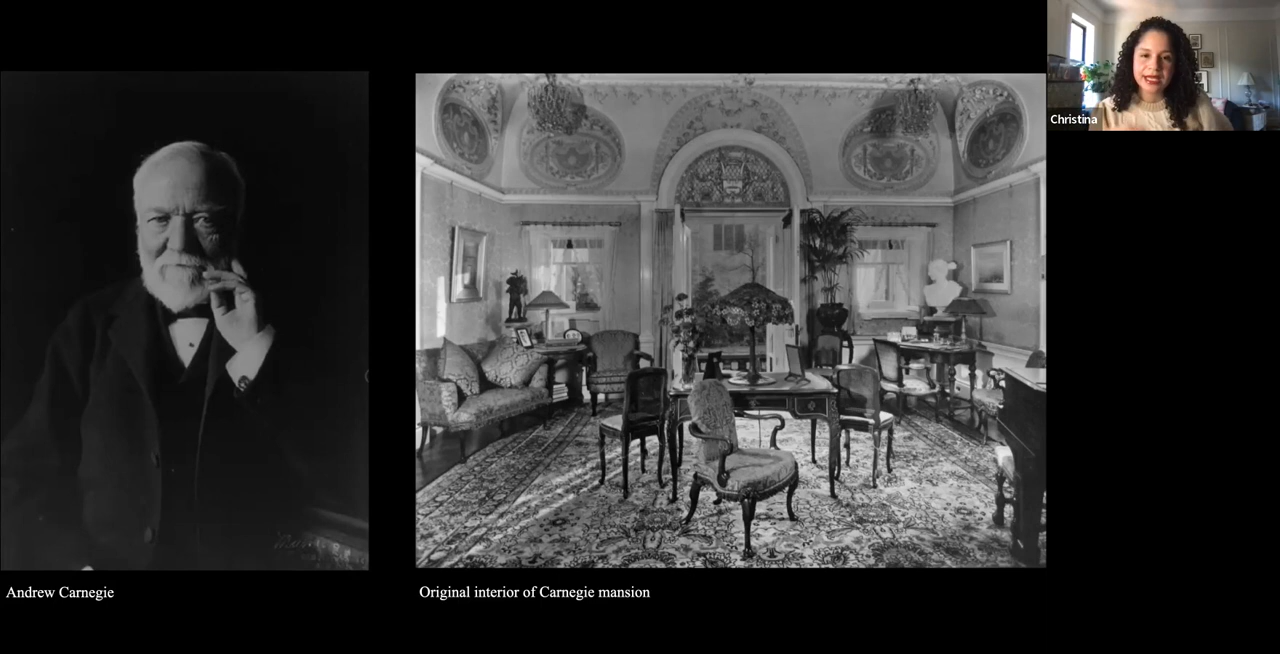 Christina
Andrew Carnegie
Original interior of Carnegie mansion